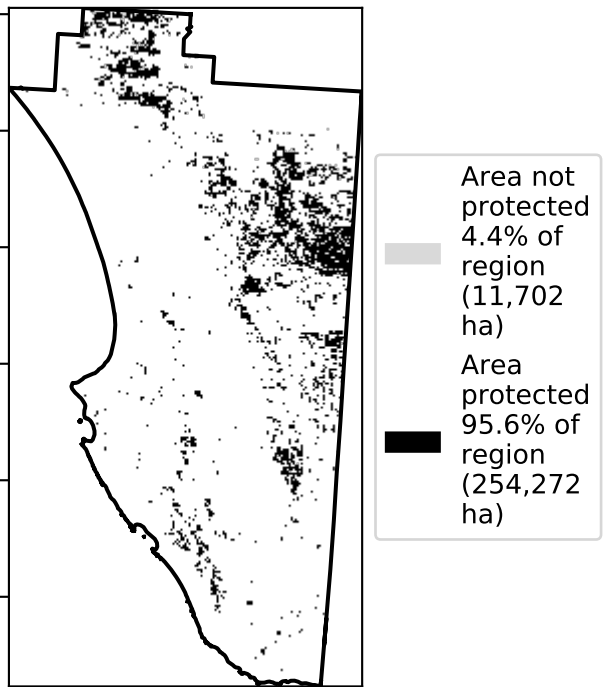 Area not
protected
4.4% of
region
(11,702
ha)
Area
protected
95.6% of
region
(254,272
ha)